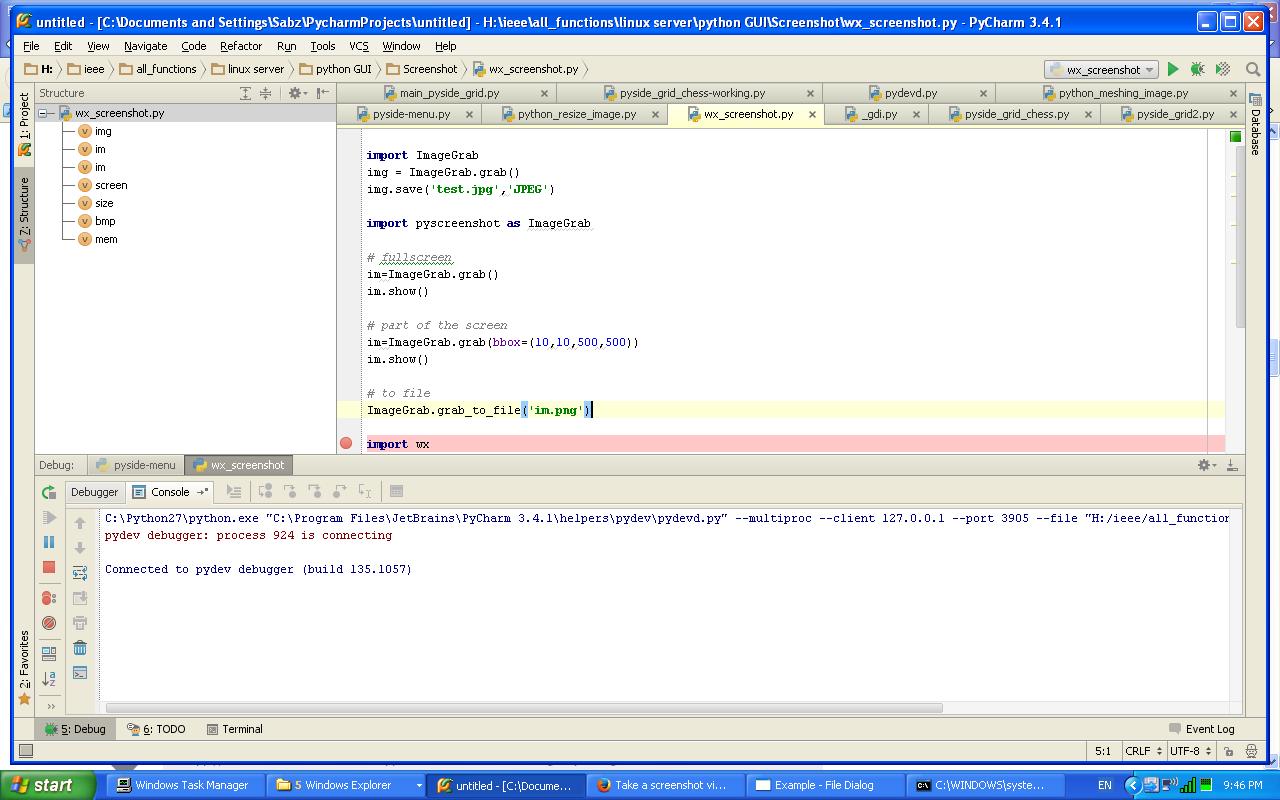 untitled - [C:\Documents and Settings\Sabz\PycharmProjects\untitled] - H:\ieee\all_functions\linux server\python GUI\Screenshot\wx_screenshot.py - PyCharm 3.4.1
File Edit View Navigate Code Refactor Run Tools VCS Window Help
H: ieee all_functions linux server python GUI Screenshot wx_screenshot.py wx_screenshot
Structure
main_pyside_grid.py pyside_grid_chess-working.py pydevd.py python_meshing_image.py
pyside-menu.py python_resize_image.py wx_screenshot.py _gdi.py pyside_grid_chess.py pyside_grid2.py
1: Project
Z: Structure
2: Favorites
Database
wx_screenshot.py
img
im
im
screen
size
bmp
mem
import ImageGrab
img = ImageGrab.grab()
img.save('test.jpg','JPEG')
import pyscreenshot as ImageGrab
# fullscreen
im=ImageGrab.grab()
im.show()
# part of the screen
im=ImageGrab.grab(bbox=(10,10,500,500))
im.show()
# to file
ImageGrab.grab_to_file('im.png')
import wx
Debug: pyside-menu wx_screenshot
Debugger Console
C:\Python27\python.exe "C:\Program Files\JetBrains\PyCharm 3.4.1\helpers\pydev\pydevd.py" --multiproc --client 127.0.0.1 --port 3905 --file "H:/ieee/all_function
pydev debugger: process 924 is connecting
Connected to pydev debugger (build 135.1057)
5: Debug 6: TODO Terminal Event Log
5:1 CRLF UTF-8
start Windows Task Manager 5 Windows Explorer untitled - [C:\Docume... Take a screenshot vi... Example - File Dialog C:\WINDOWS\syste... EN 9:46 PM